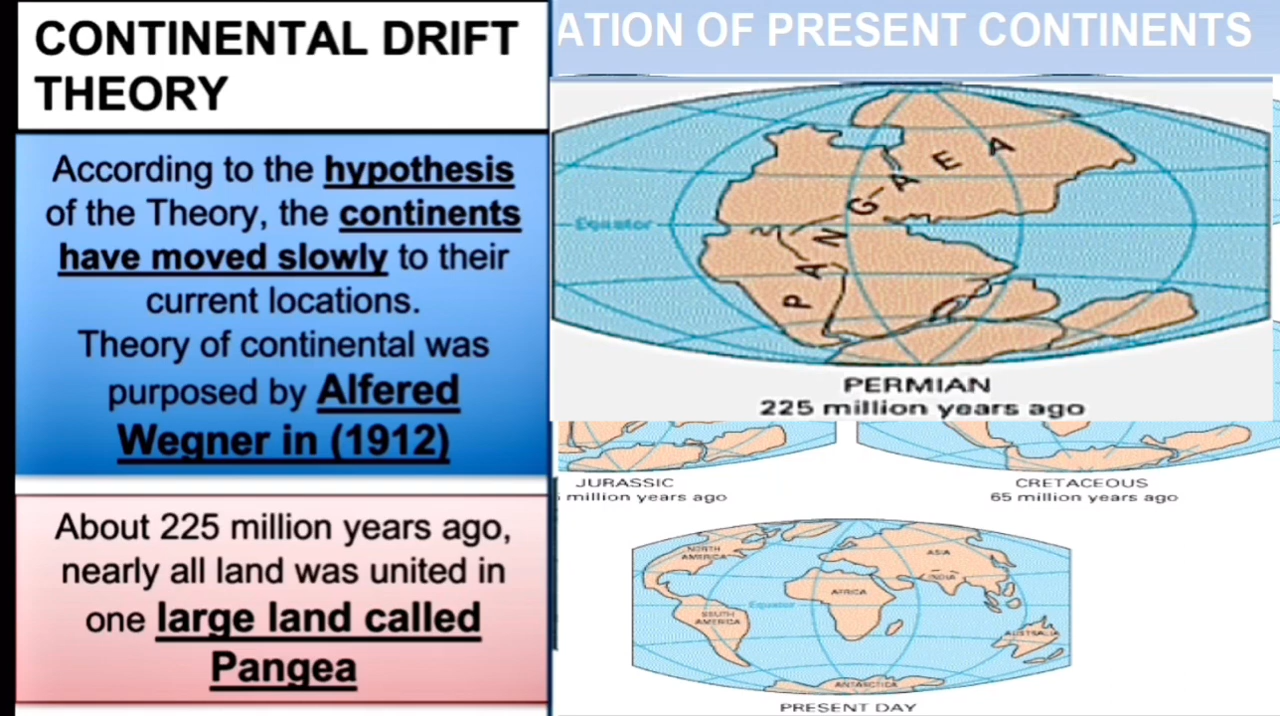 CONTINENTAL DRIFT
THEORY
According to the hypothesis
of the Theory, the continents
have moved slowly to their
current locations.
Theory of continental was
purposed by Alfered
Wegner in (1912)
About 225 million years ago,
nearly all land was united in
one large land called
Pangea
ATION OF PRESENT CONTINENTS
PANGAEA
Equator
PERMIAN
225 million years ago
JURASSIC
million years ago
CRETACEOUS
65 million years ago
NORTH
AMERICA
ASIA
INDIA
AFRICA
Equator
SOUTH
AMERICA
AUSTRALIA
ANTARCTICA
PRESENT DAY